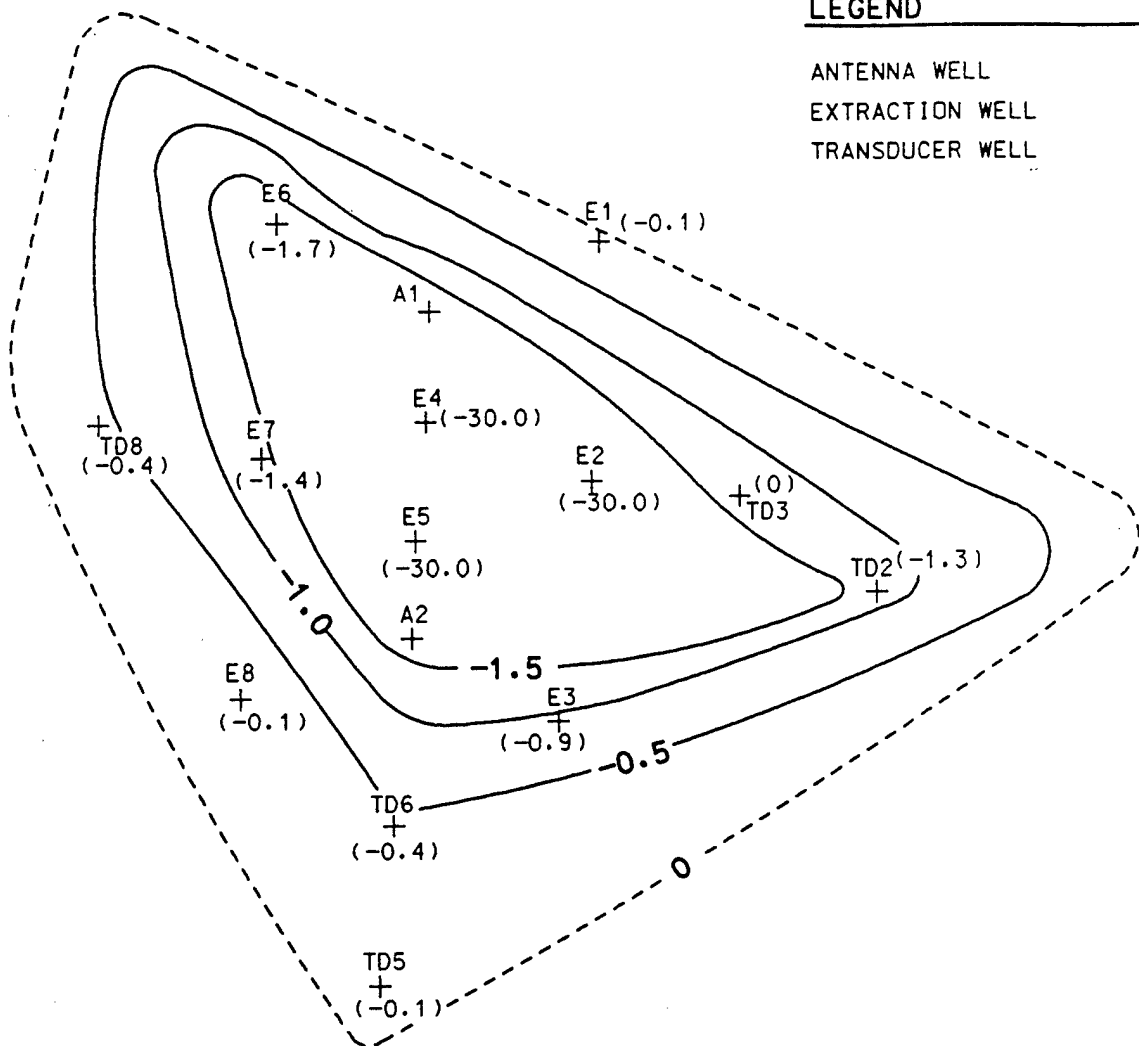 LEGEND
ANTENNA WELL
EXTRACTION WELL
TRANSDUCER WELL
E6
(-1.7)
E1 (-0.1)
A1
E4
(-30.0)
E7
(-1.4)
TD8
(-0.4)
E2
(-30.0)
(0)
TD3
E5
(-30.0)
TD2 (-1.3)
-1.0
A2
-1.5
E8
(-0.1)
E3
(-0.9)
-0.5
TD6
(-0.4)
0
TD5
(-0.1)